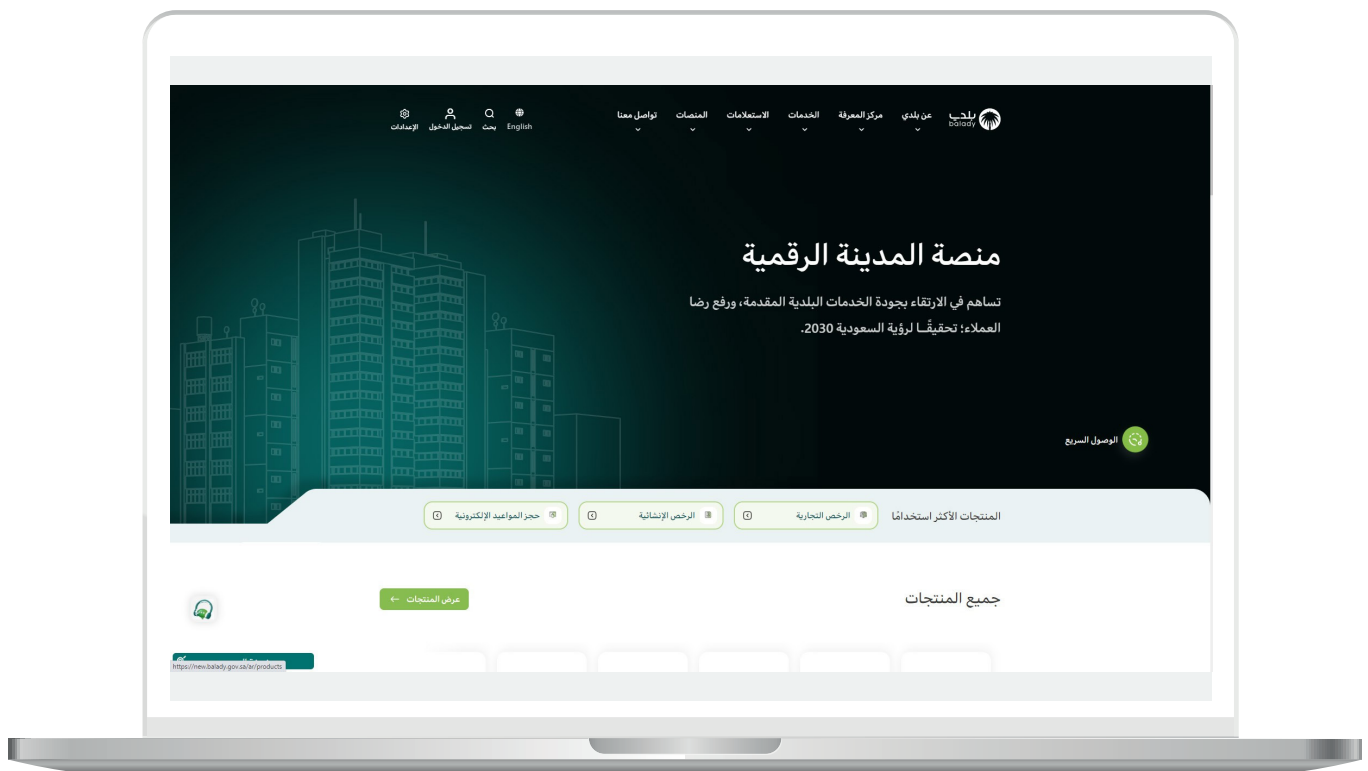 بلدي
balady
عن بلدي
مركز المعرفة
الخدمات
الاستعلامات
المنصات
تواصل معنا
English
بحث
تسجيل الدخول
الإعدادات
منصة المدينة الرقمية
تساهم في الارتقاء بجودة الخدمات البلدية المقدمة، ورفع رضا
العملاء؛ تحقيقًــا لرؤية السعودية 2030.
الوصول السريع
المنتجات الأكثر استخدامًا
الرخص التجارية
الرخص الإنشائية
حجز المواعيد الإلكترونية
جميع المنتجات
عرض المنتجات
https://new.balady.gov.sa/ar/products